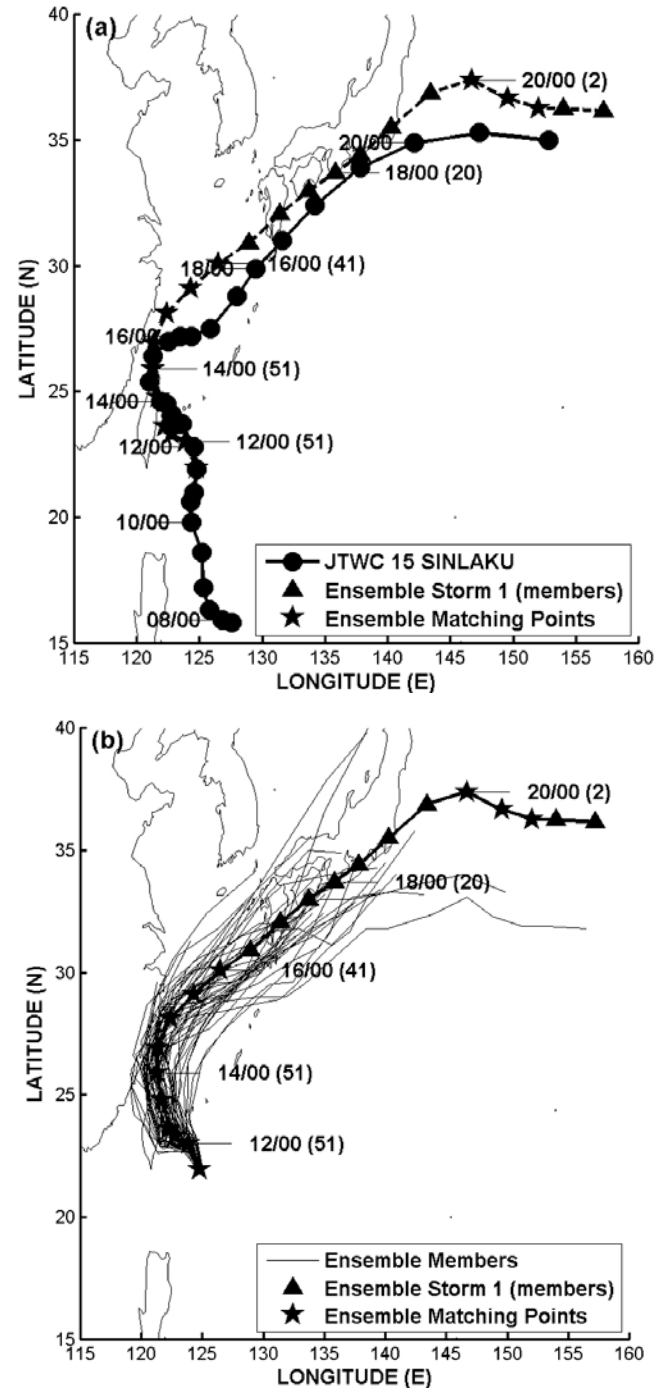 (a)
40
35
30
25
20
15
LATITUDE (N)
20/00 (2)
20/00
18/00 (20)
18/00
16/00 (41)
16/00
14/00 (51)
14/00
12/00 (51)
12/00
10/00
08/00
JTWC 15 SINLAKU
Ensemble Storm 1 (members)
Ensemble Matching Points
115 120 125 130 135 140 145 150 155 160
LONGITUDE (E)
(b)
40
35
30
25
20
15
LATITUDE (N)
20/00 (2)
18/00 (20)
16/00 (41)
14/00 (51)
12/00 (51)
Ensemble Members
Ensemble Storm 1 (members)
Ensemble Matching Points
115 120 125 130 135 140 145 150 155 160
LONGITUDE (E)